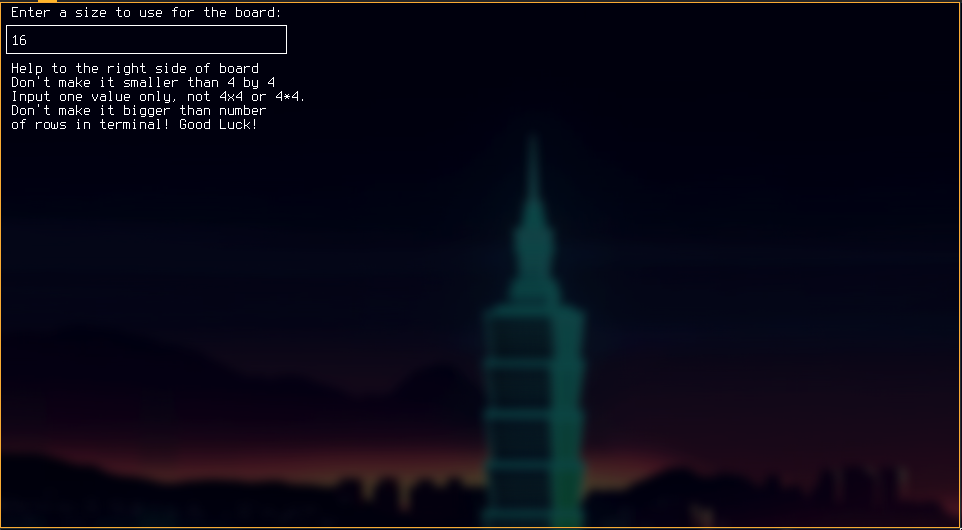 Enter a size to use for the board:
16
Help to the right side of board
Don't make it smaller than 4 by 4
Input one value only, not 4x4 or 4*4.
Don't make it bigger than number
of rows in terminal! Good Luck!